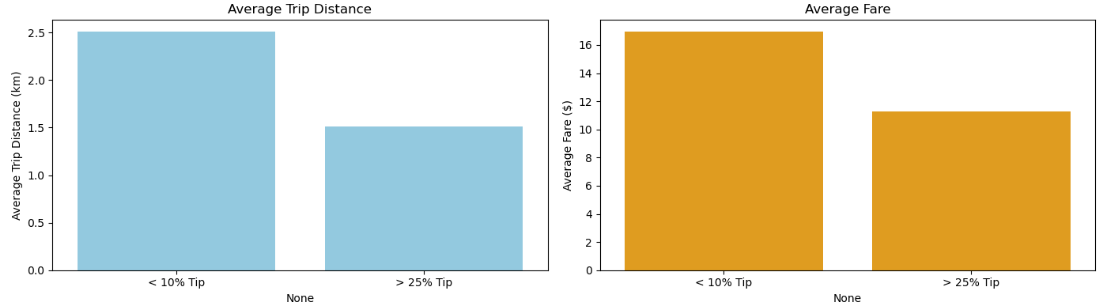 Average Trip Distance
Average Trip Distance (km)
2.5
2.0
1.5
1.0
0.5
0.0
< 10% Tip
> 25% Tip
None
Average Fare
Average Fare ($)
16
14
12
10
8
6
4
2
0
< 10% Tip
> 25% Tip
None